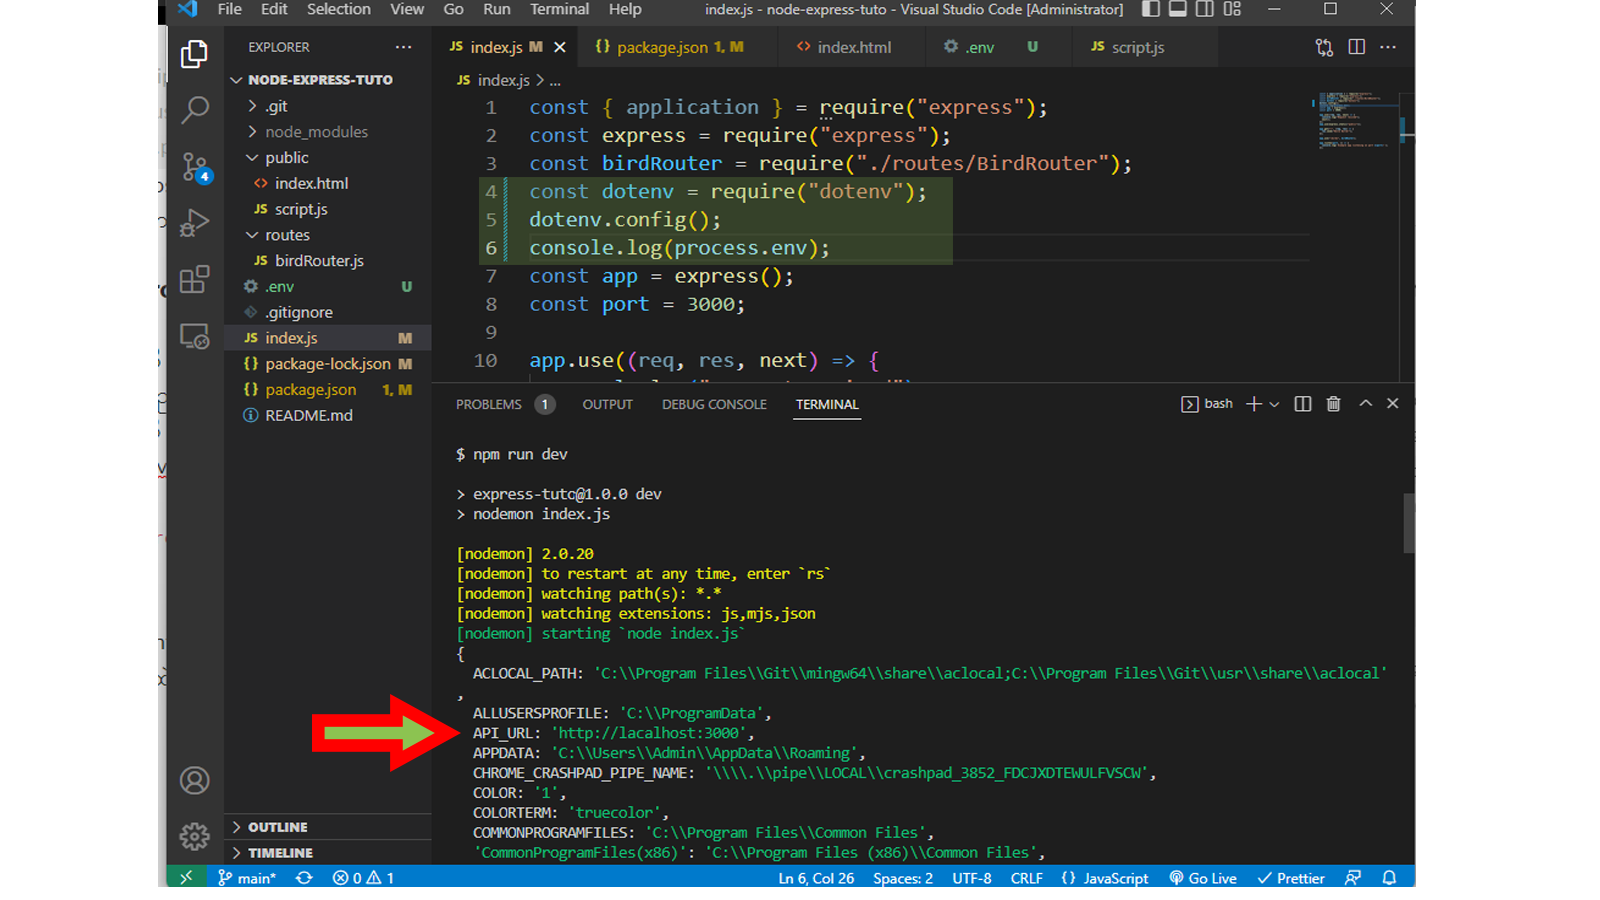 File Edit Selection View Go Run Terminal Help index.js - node-express-tuto - Visual Studio Code [Administrator]
EXPLORER ...
NODE-EXPRESS-TUTO
.git
node_modules
public
index.html
JS script.js
routes
JS birdRouter.js
.env U
.gitignore
JS index.js M
{} package-lock.json M
{} package.json 1, M
README.md
OUTLINE
TIMELINE
4
JS index.js M {} package.json 1, M <> index.html .env U JS script.js
JS index.js > ...
1 const { application } = require("express");
2 const express = require("express");
3 const birdRouter = require("./routes/BirdRouter");
4 const dotenv = require("dotenv");
5 dotenv.config();
6 console.log(process.env);
7 const app = express();
8 const port = 3000;
9
10 app.use((req, res, next) => {
PROBLEMS 1 OUTPUT DEBUG CONSOLE TERMINAL bash
$ npm run dev
> express-tuto@1.0.0 dev
> nodemon index.js
[nodemon] 2.0.20
[nodemon] to restart at any time, enter `rs`
[nodemon] watching path(s): *.*
[nodemon] watching extensions: js,mjs,json
[nodemon] starting `node index.js`
{
ACLOCAL_PATH: 'C:\\Program Files\\Git\\mingw64\\share\\aclocal;C:\\Program Files\\Git\\usr\\share\\aclocal'
,
ALLUSERSPROFILE: 'C:\\ProgramData',
API_URL: 'http://lacalhost:3000',
APPDATA: 'C:\\Users\\Admin\\AppData\\Roaming',
CHROME_CRASHPAD_PIPE_NAME: '\\\\.\\pipe\\LOCAL\\crashpad_3852_FDCJXDTEWULFVSCW',
COLOR: '1',
COLORTERM: 'truecolor',
COMMONPROGRAMFILES: 'C:\\Program Files\\Common Files',
'CommonProgramFiles(x86)': 'C:\\Program Files (x86)\\Common Files',
main* 0 1 Ln 6, Col 26 Spaces: 2 UTF-8 CRLF {} JavaScript Go Live Prettier